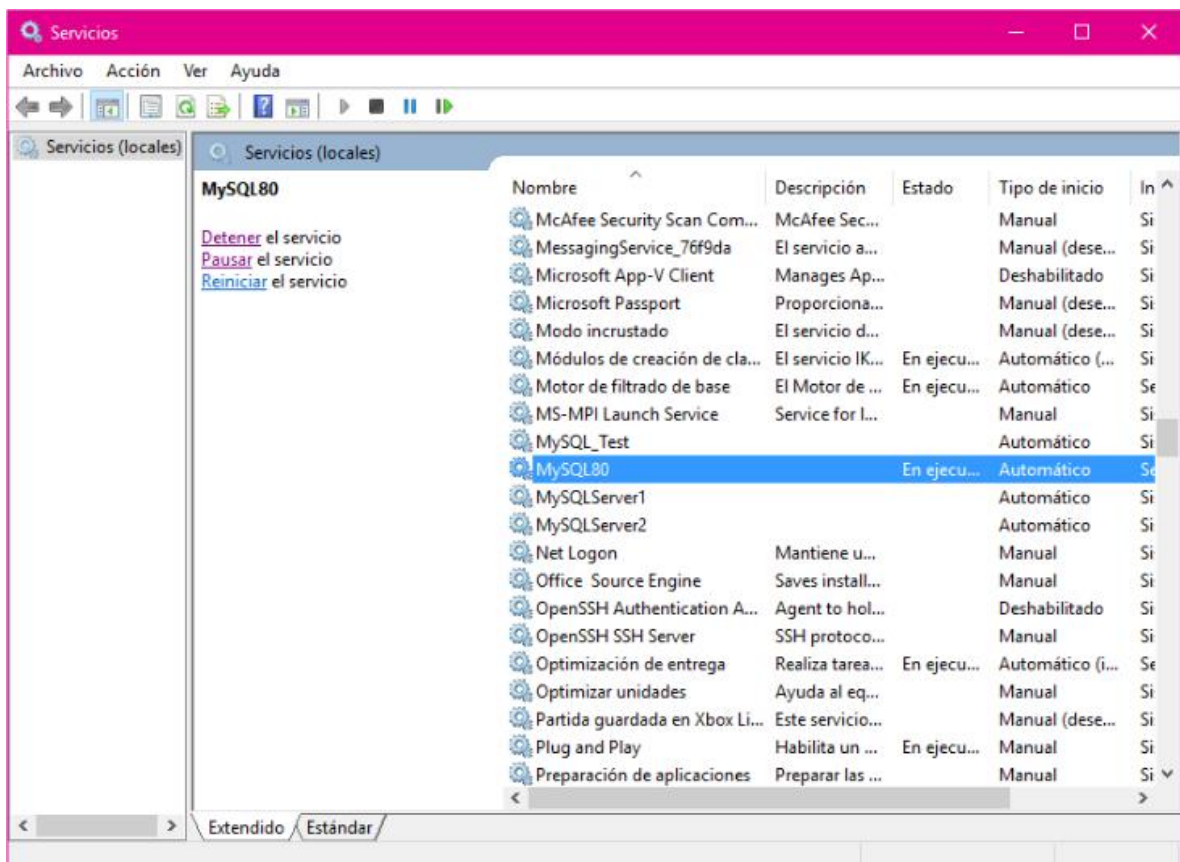 Servicios
Archivo Acción Ver Ayuda
Servicios (locales)
Servicios (locales)
MySQL80
Detener el servicio
Pausar el servicio
Reiniciar el servicio
Nombre Descripción Estado Tipo de inicio In
McAfee Security Scan Com... McAfee Sec... Manual Si
MessagingService_76f9da El servicio a... Manual (dese... Si
Microsoft App-V Client Manages Ap... Deshabilitado Si
Microsoft Passport Proporciona... Manual (dese... Si
Modo incrustado El servicio d... Manual (dese... Si
Módulos de creación de cla... El servicio IK... En ejecu... Automático (... Si
Motor de filtrado de base El Motor de ... En ejecu... Automático Se
MS-MPI Launch Service Service for l... Manual Si
MySQL_Test Automático Si
MySQL80 En ejecu... Automático Se
MySQLServer1 Automático Si
MySQLServer2 Automático Si
Net Logon Mantiene u... Manual Si
Office Source Engine Saves install... Manual Si
OpenSSH Authentication A... Agent to hol... Deshabilitado Si
OpenSSH SSH Server SSH protoco... Manual Si
Optimización de entrega Realiza tarea... En ejecu... Automático (i... Se
Optimizar unidades Ayuda al eq... Manual Si
Partida guardada en Xbox Li... Este servicio... Manual (dese... Si
Plug and Play Habilita un ... En ejecu... Manual Si
Preparación de aplicaciones Preparar las ... Manual Si
Extendido Estándar